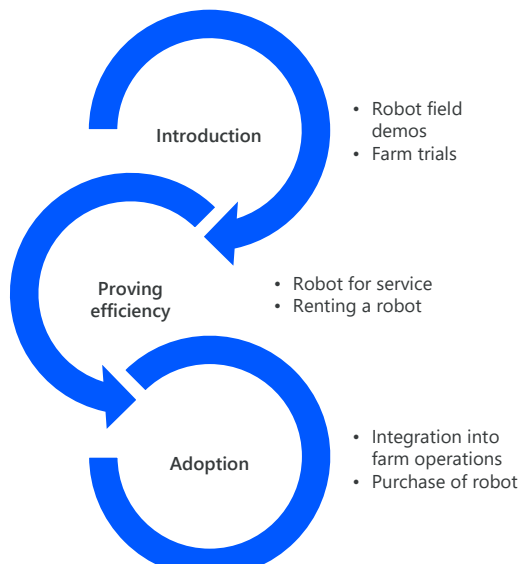 Introduction
• Robot field
demos
• Farm trials
Proving
efficiency
• Robot for service
• Renting a robot
Adoption
• Integration into
farm operations
• Purchase of robot